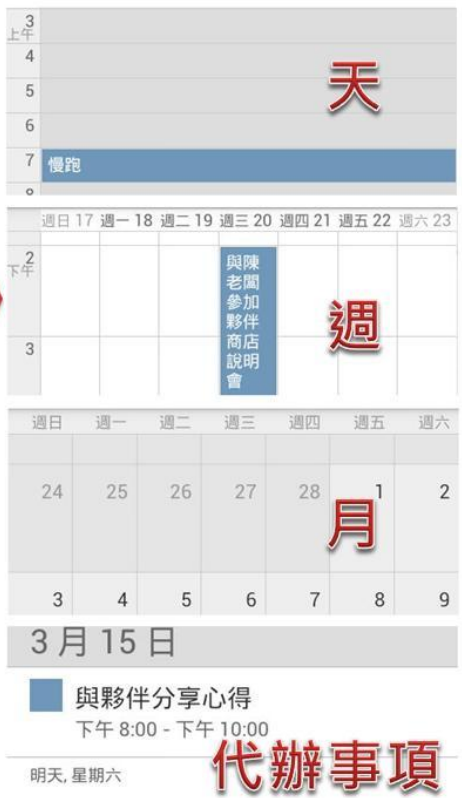 3
上午
4
5
天
6
7 慢跑
週日 17 週一 18 週二 19 週三 20 週四 21 週五 22 週六 23
2
下午
與陳
老闆
參加
夥伴
商店
說明
會
週
3
週日 週一 週二 週三 週四 週五 週六
24 25 26 27 28 1 2
月
3 4 5 6 7 8 9
3 月 15 日
與夥伴分享心得
下午 8:00 - 下午 10:00
代辦事項
明天, 星期六